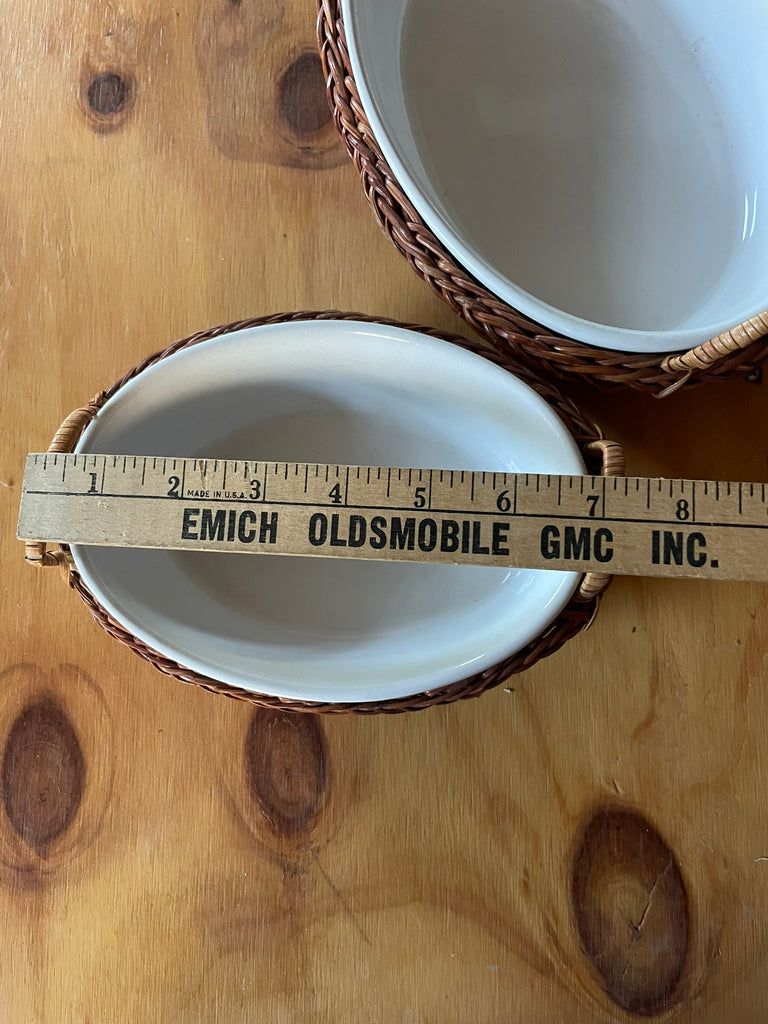 1 2 MADE IN U.S.A. 3 4 5 6 7 8
EMICH OLDSMOBILE GMC INC.